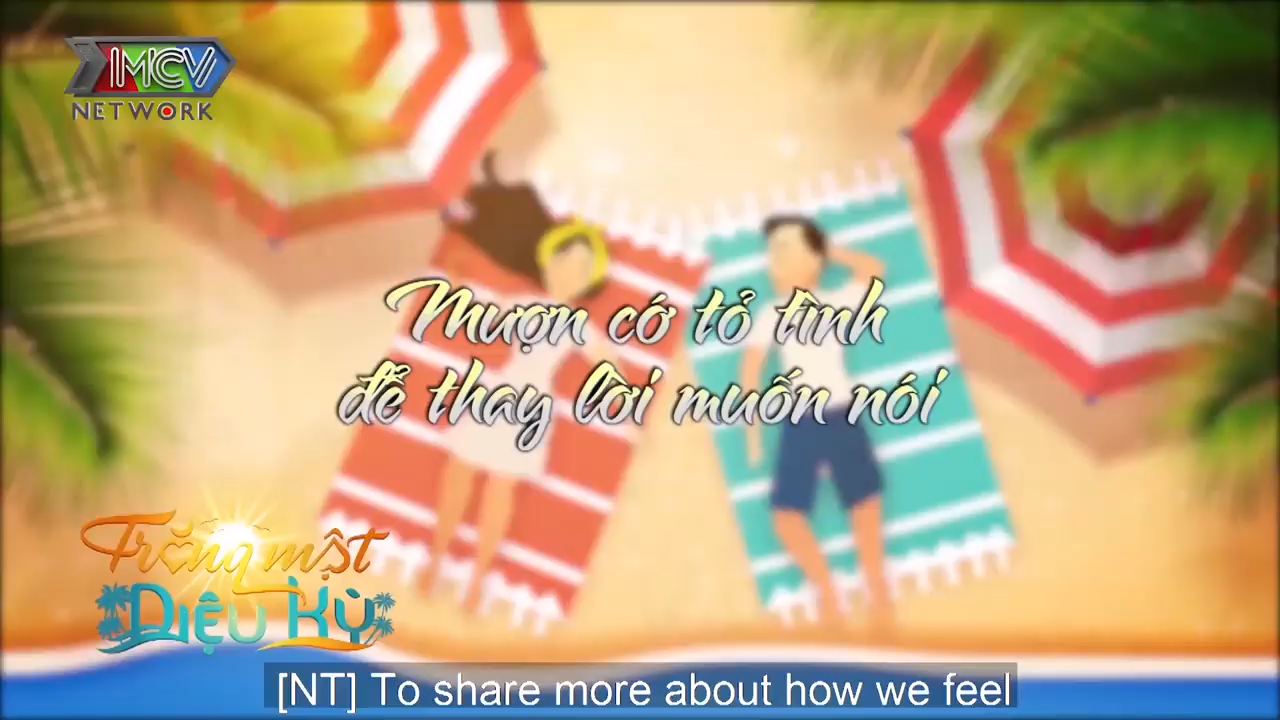 MCV
NETWORK
Mượn cớ tỏ tình
để thay lời muốn nói
Trăng mật
DIỆU KỲ
[NT] To share more about how we feel